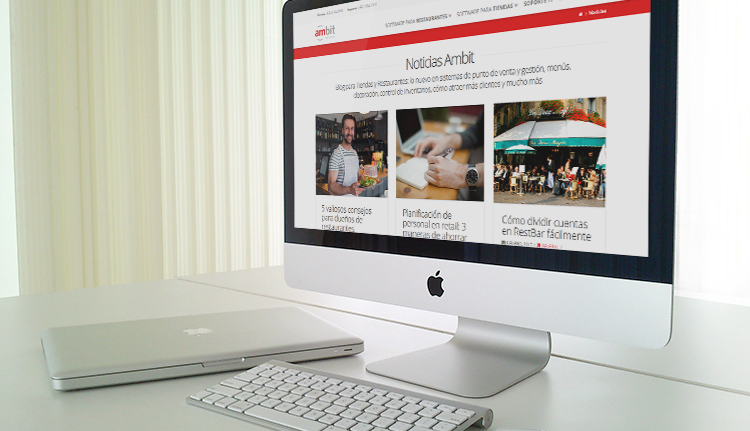 SOFTWARE PARA RESTAURANTES
SOFTWARE PARA TIENDAS
SOPORTE
ambit
Noticias
Noticias Ambit
Blog para Tiendas y Restaurantes: lo nuevo en sistemas de punto de venta y gestión, menús,
decoración, control de inventarios, cómo atraer más clientes y mucho más
5 valiosos consejos
para dueños de
restaurantes
Planificación de
personal en retail: 3
maneras de ahorrar
Cómo dividir cuentas
en RestBar fácilmente